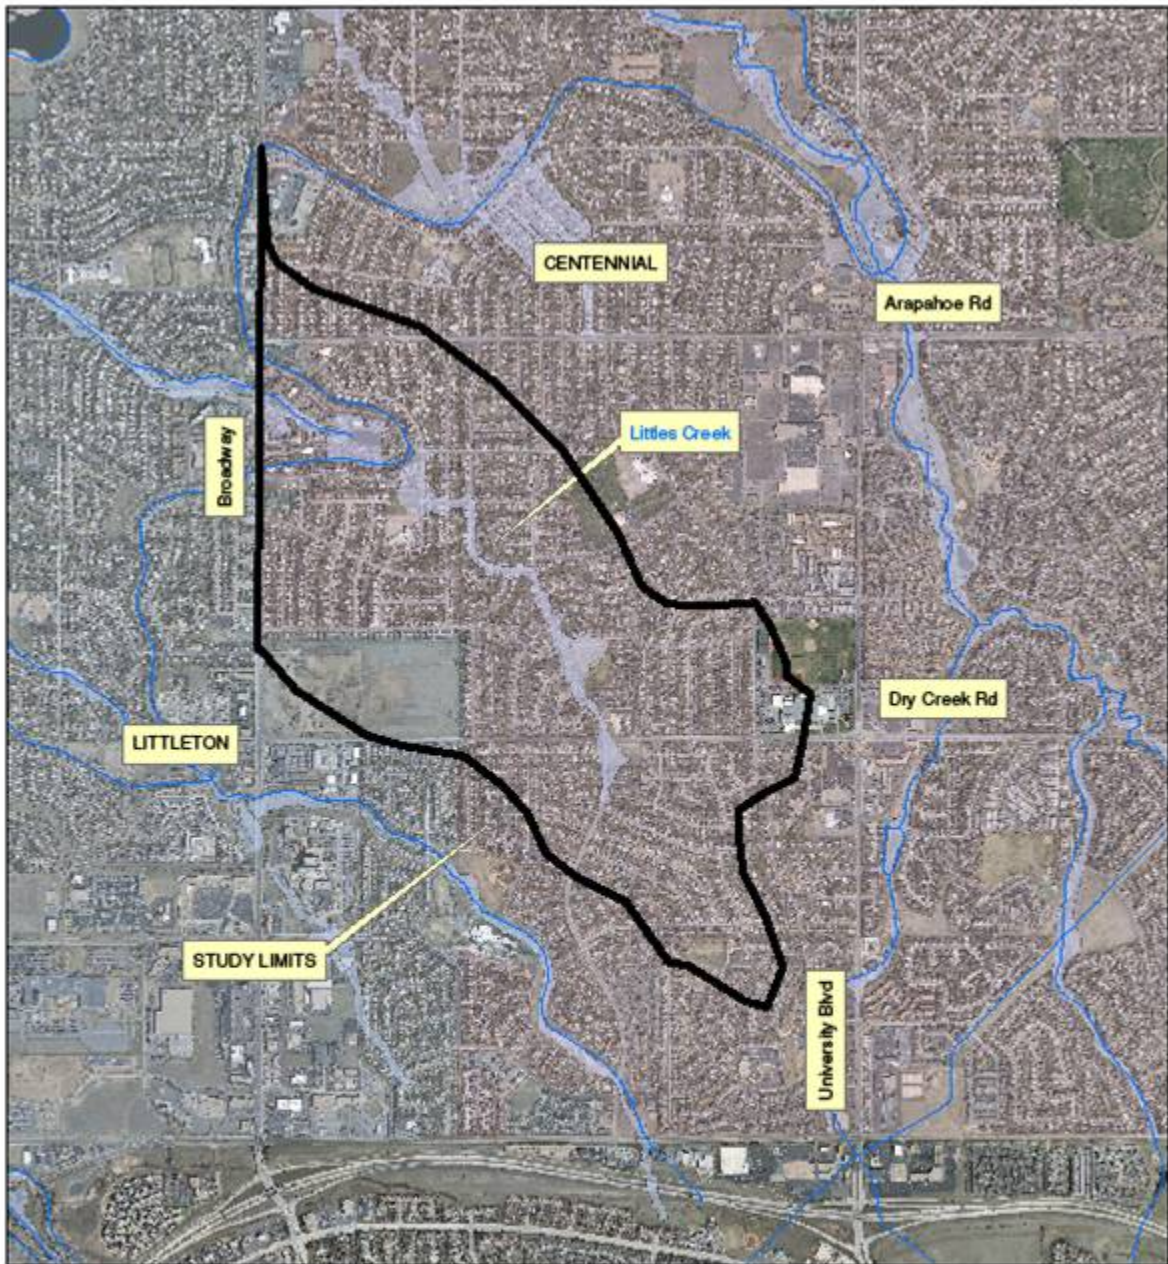 CENTENNIAL
Arapahoe Rd
Littles Creek
Broadway
Dry Creek Rd
LITTLETON
STUDY LIMITS
University Blvd